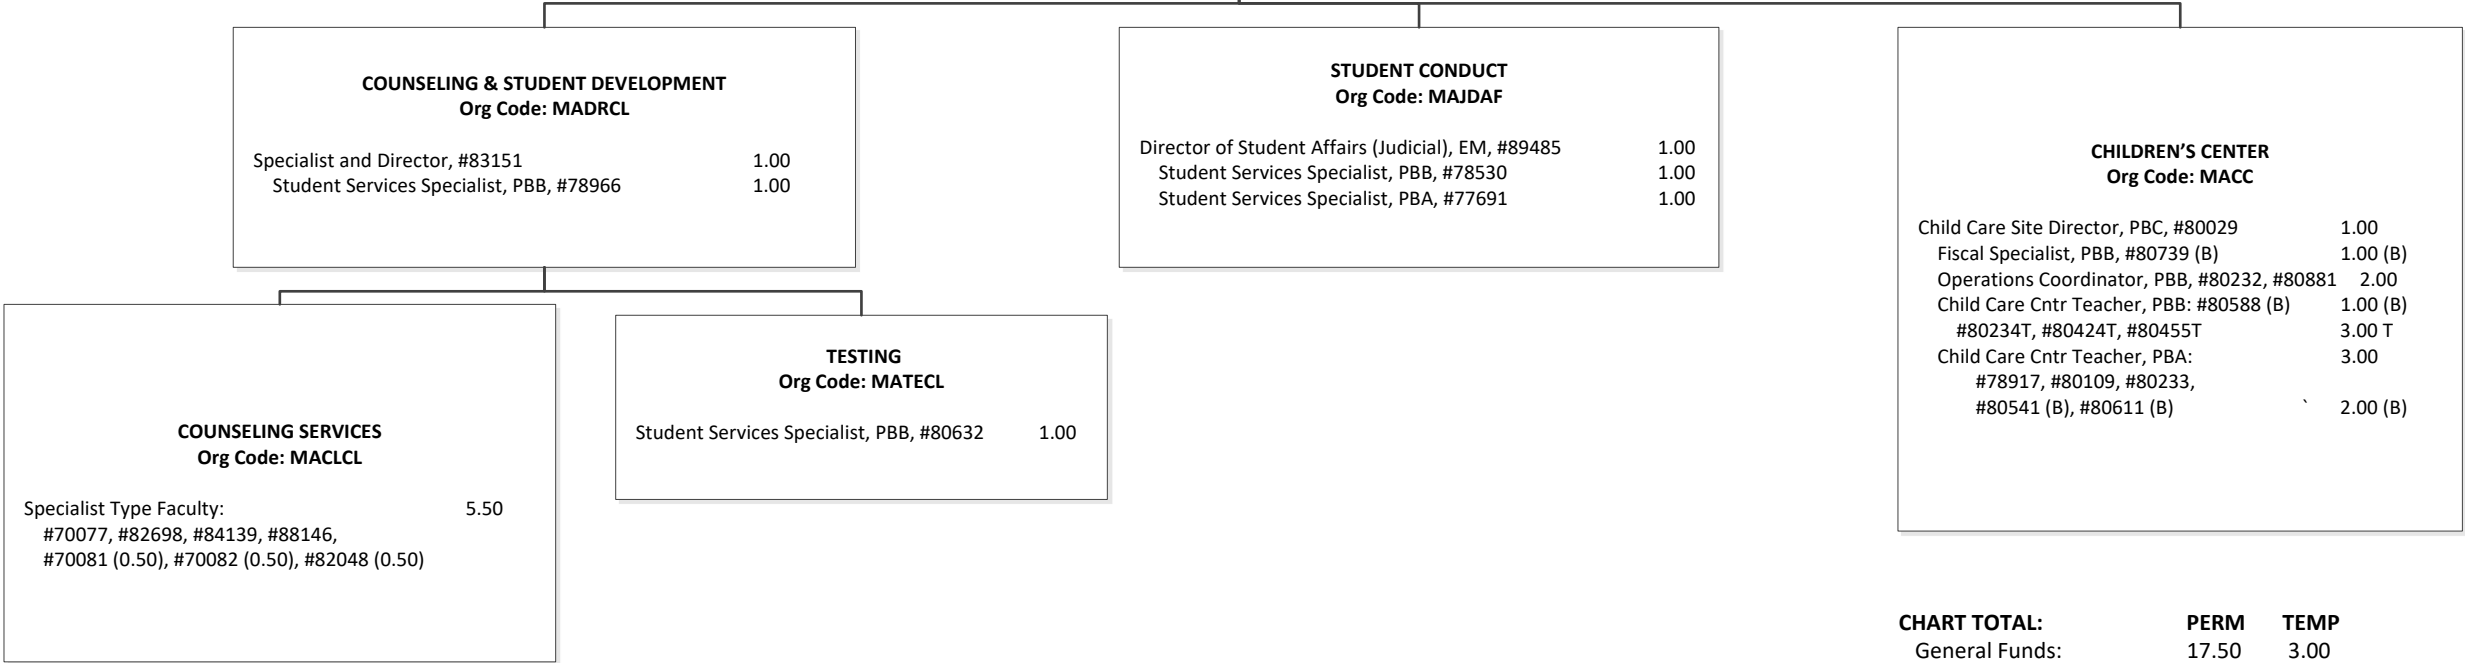 COUNSELING & STUDENT DEVELOPMENT
Org Code: MADRCL
Specialist and Director, #83151 1.00
Student Services Specialist, PBB, #78966 1.00
STUDENT CONDUCT
Org Code: MAJDAF
Director of Student Affairs (Judicial), EM, #89485 1.00
Student Services Specialist, PBB, #78530 1.00
Student Services Specialist, PBA, #77691 1.00
CHILDREN’S CENTER
Org Code: MACC
Child Care Site Director, PBC, #80029 1.00
Fiscal Specialist, PBB, #80739 (B) 1.00 (B)
Operations Coordinator, PBB, #80232, #80881 2.00
Child Care Cntr Teacher, PBB: #80588 (B) 1.00 (B)
#80234T, #80424T, #80455T 3.00 T
Child Care Cntr Teacher, PBA: 3.00
#78917, #80109, #80233,
#80541 (B), #80611 (B) ` 2.00 (B)
COUNSELING SERVICES
Org Code: MACLCL
Specialist Type Faculty: 5.50
#70077, #82698, #84139, #88146,
#70081 (0.50), #70082 (0.50), #82048 (0.50)
TESTING
Org Code: MATECL
Student Services Specialist, PBB, #80632 1.00
CHART TOTAL: PERM TEMP
General Funds: 17.50 3.00